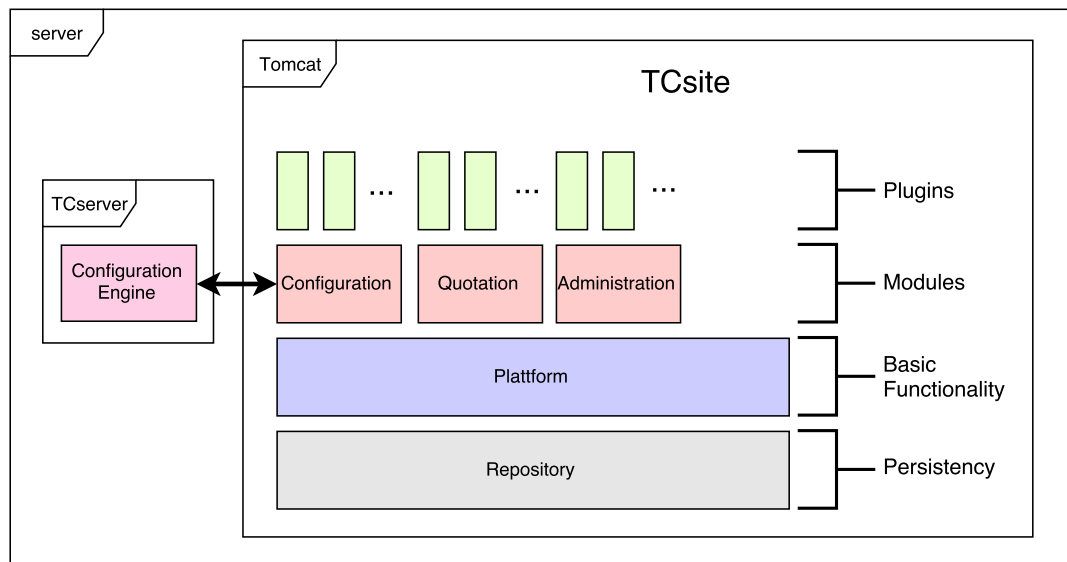 server
Tomcat
TCsite
... ... ...
Plugins
TCserver
Configuration
Engine
Configuration
Quotation
Administration
Modules
Plattform
Basic
Functionality
Repository
Persistency